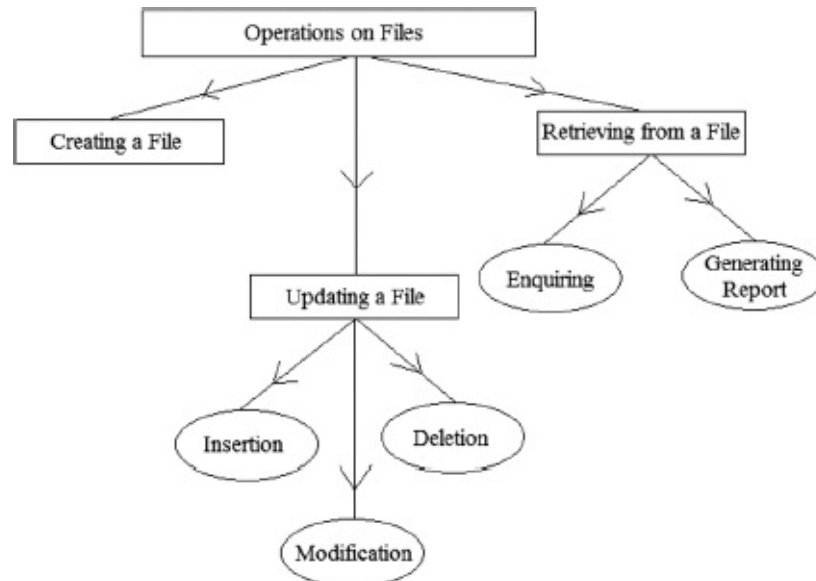 Operations on Files
Creating a File
Retrieving from a File
Enquiring
Generating
Report
Updating a File
Insertion
Deletion
Modification